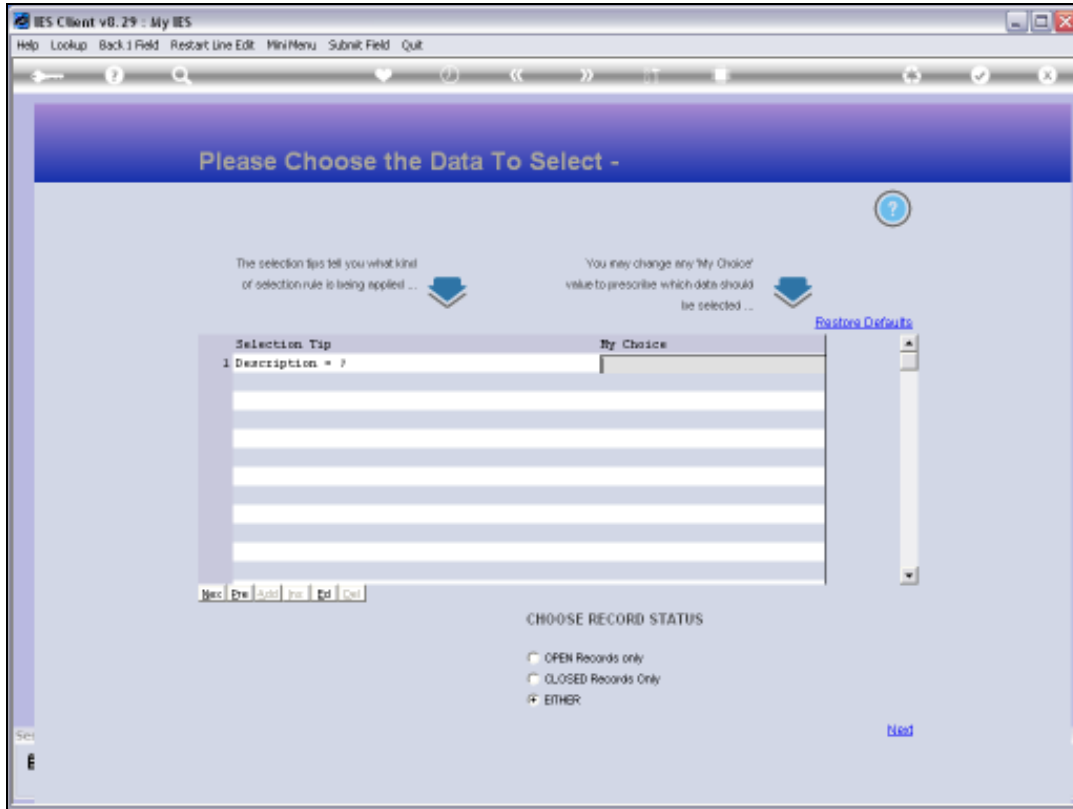 IES Client v8.29 : My IES
Help Lookup Back 1 Field Restart Line Edit MiniMenu Submit Field Quit
Please Choose the Data To Select -
The selection tips tell you what kind
of selection rule is being applied ...
You may change any 'My Choice'
value to prescribe which data should
be selected ...
Restore Defaults
Selection Tip My Choice
1 Description = ?
Nex Pre Add Ins Ed Del
CHOOSE RECORD STATUS
OPEN Records only
CLOSED Records Only
EITHER
Next
Ser